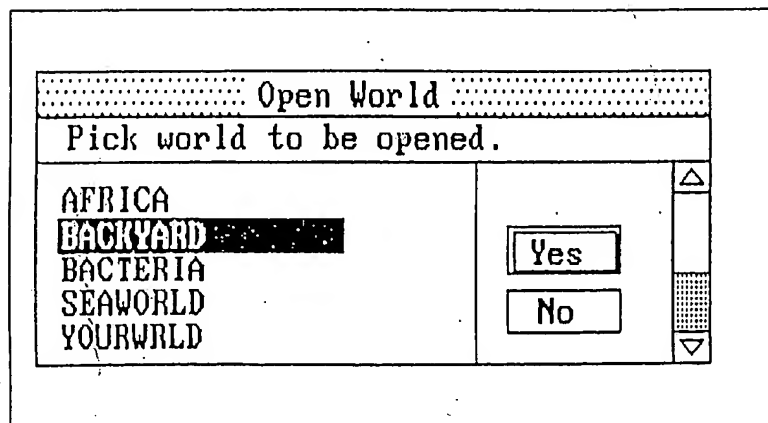 Open World
Pick world to be opened.
AFRICA
BACKYARD
BACTERIA
SEAWORLD
YOURWRLD
Yes
No